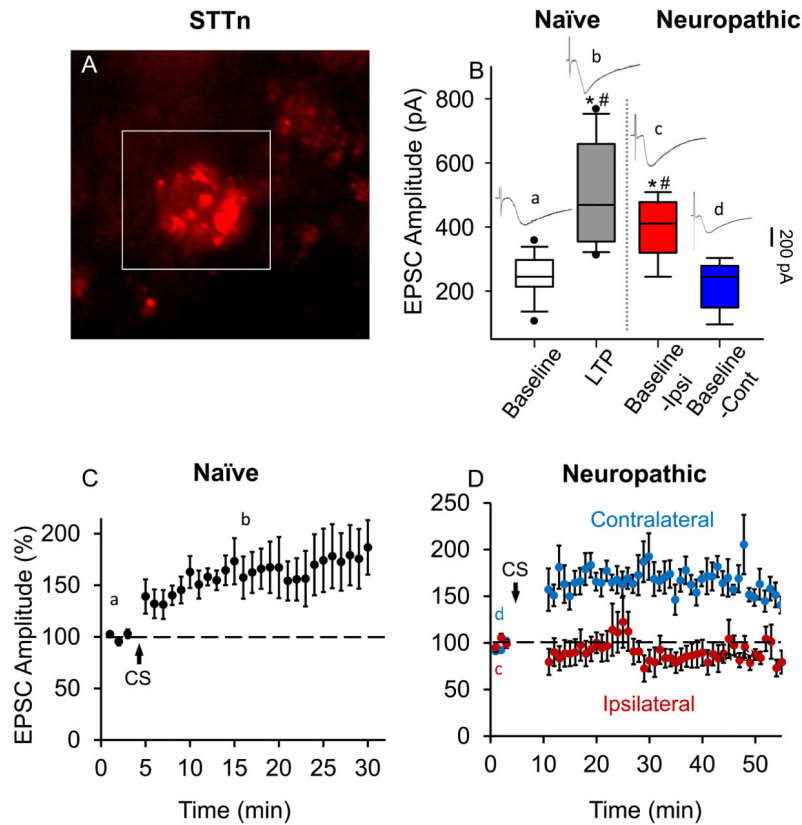 STTn
Naïve
Neuropathic
A
B
b
*#
c
*#
a
d
EPSC Amplitude (pA)
800
600
400
200
200 pA
Baseline
LTP
Baseline
-Ipsi
Baseline
-Cont
C
Naïve
EPSC Amplitude (%)
200
150
100
50
0
a
b
CS
0 5 10 15 20 25 30
Time (min)
D
Neuropathic
250
200
150
100
50
0
Contralateral
CS
d
c
Ipsilateral
0 10 20 30 40 50
Time (min)